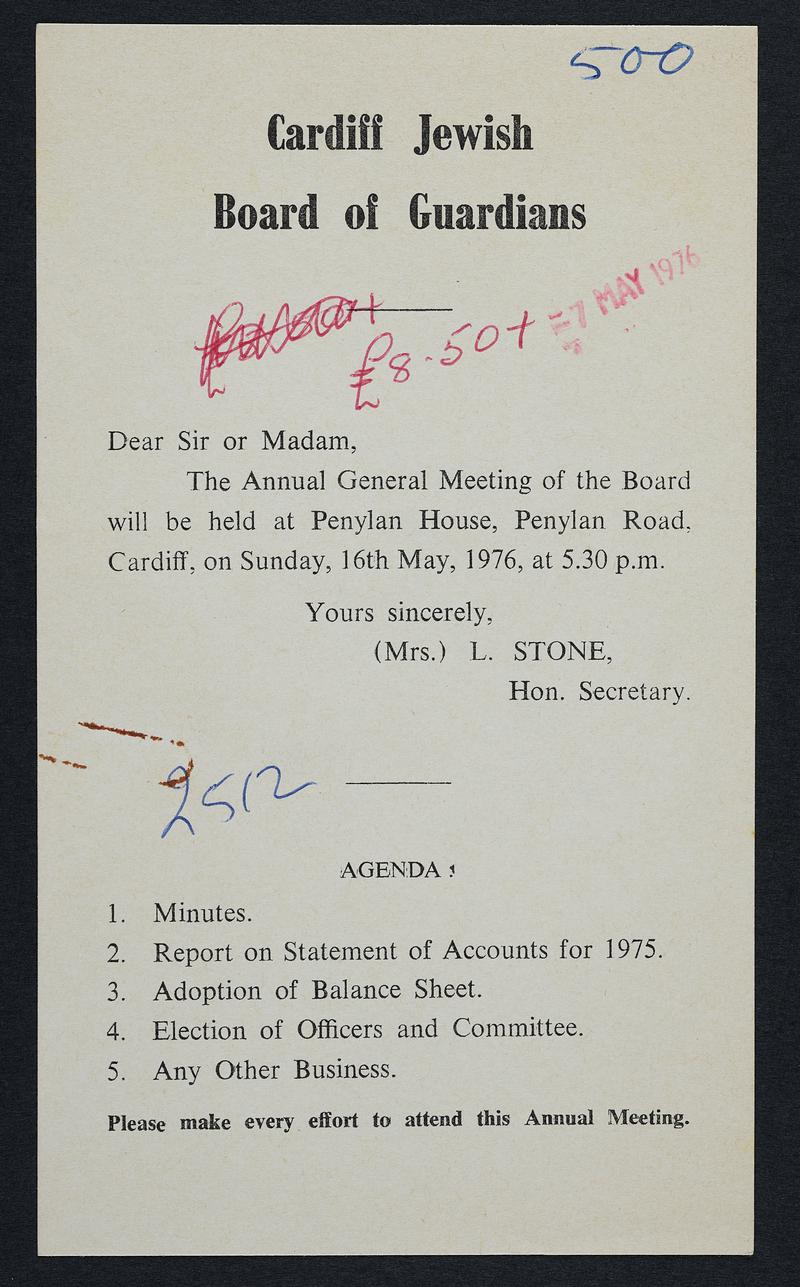 500
Cardiff Jewish
Board of Guardians
-7 MAY 1976
£8.50+
Dear Sir or Madam,
The Annual General Meeting of the Board
will be held at Penylan House, Penylan Road,
Cardiff, on Sunday, 16th May, 1976, at 5.30 p.m.
Yours sincerely,
(Mrs.) L. STONE,
Hon. Secretary.
2512
AGENDA :
1. Minutes.
2. Report on Statement of Accounts for 1975.
3. Adoption of Balance Sheet.
4. Election of Officers and Committee.
5. Any Other Business.
Please make every effort to attend this Annual Meeting.